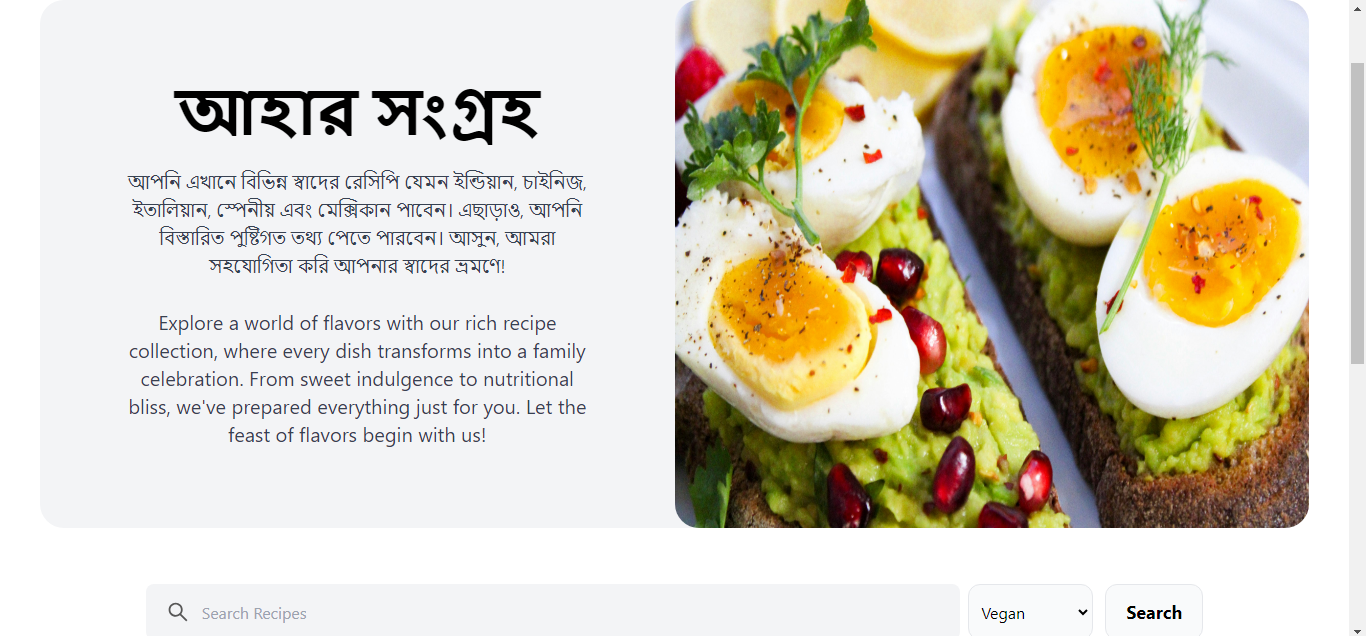 আহার সংগ্রহ
আপনি এখানে বিভিন্ন স্বাদের রেসিপি যেমন ইন্ডিয়ান, চাইনিজ,
ইতালিয়ান, স্পেনীয় এবং মেক্সিকান পাবেন। এছাড়াও, আপনি
বিস্তারিত পুষ্টিগত তথ্য পেতে পারবেন। আসুন, আমরা
সহযোগিতা করি আপনার স্বাদের ভ্রমণে!
Explore a world of flavors with our rich recipe
collection, where every dish transforms into a family
celebration. From sweet indulgence to nutritional
bliss, we've prepared everything just for you. Let the
feast of flavors begin with us!
Search Recipes
Vegan
Search